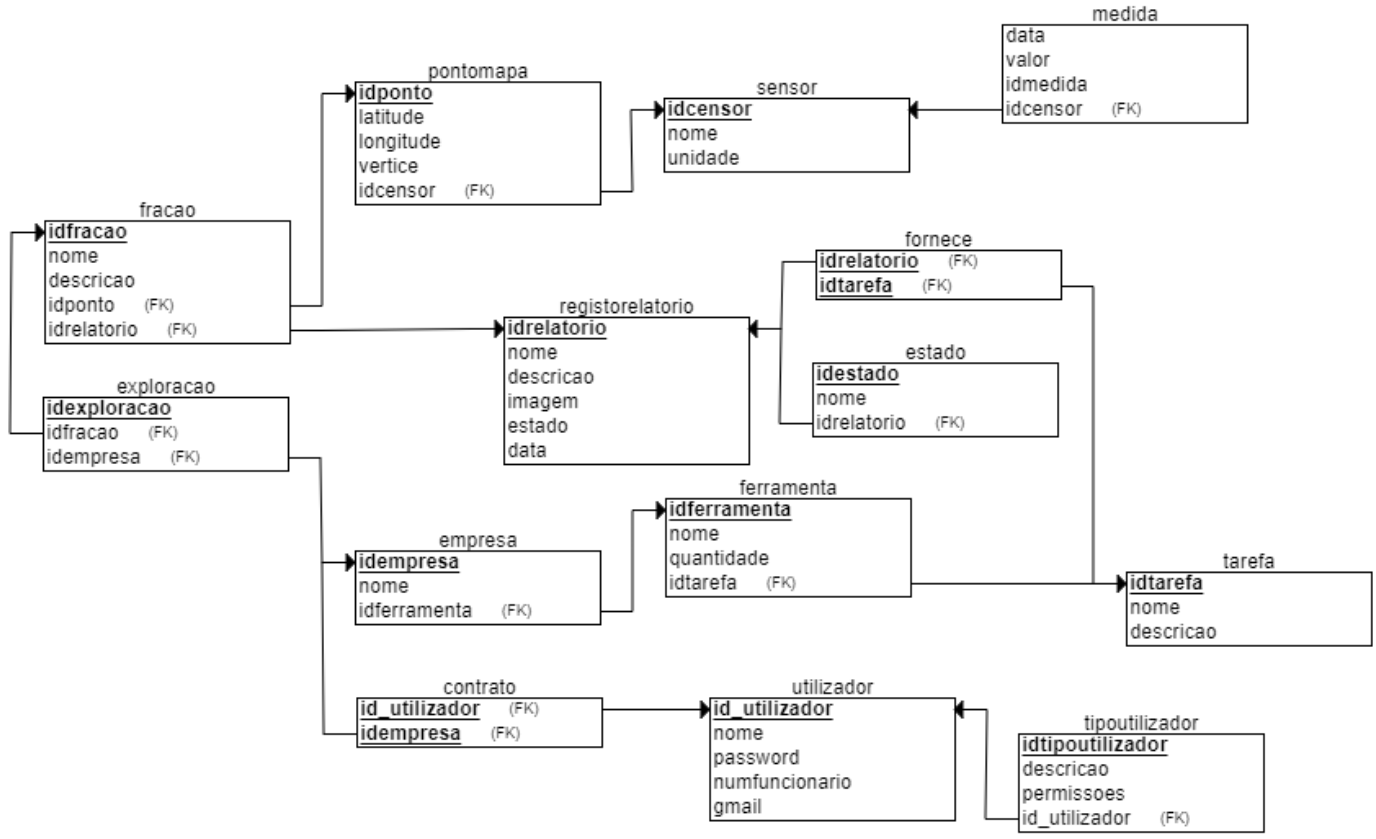 medida
data
valor
idmedida
idcensor (FK)
pontomapa
idponto
latitude
longitude
vertice
idcensor (FK)
sensor
idcensor
nome
unidade
fracao
idfracao
nome
descricao
idponto (FK)
idrelatorio (FK)
fornece
idrelatorio (FK)
idtarefa (FK)
registorelatorio
idrelatorio
nome
descricao
imagem
estado
data
estado
idestado
nome
idrelatorio (FK)
exploracao
idexploracao
idfracao (FK)
idempresa (FK)
ferramenta
idferramenta
nome
quantidade
idtarefa (FK)
empresa
idempresa
nome
idferramenta (FK)
tarefa
idtarefa
nome
descricao
contrato
id_utilizador (FK)
idempresa (FK)
utilizador
id_utilizador
nome
password
numfuncionario
gmail
tipoutilizador
idtipoutilizador
descricao
permissoes
id_utilizador (FK)